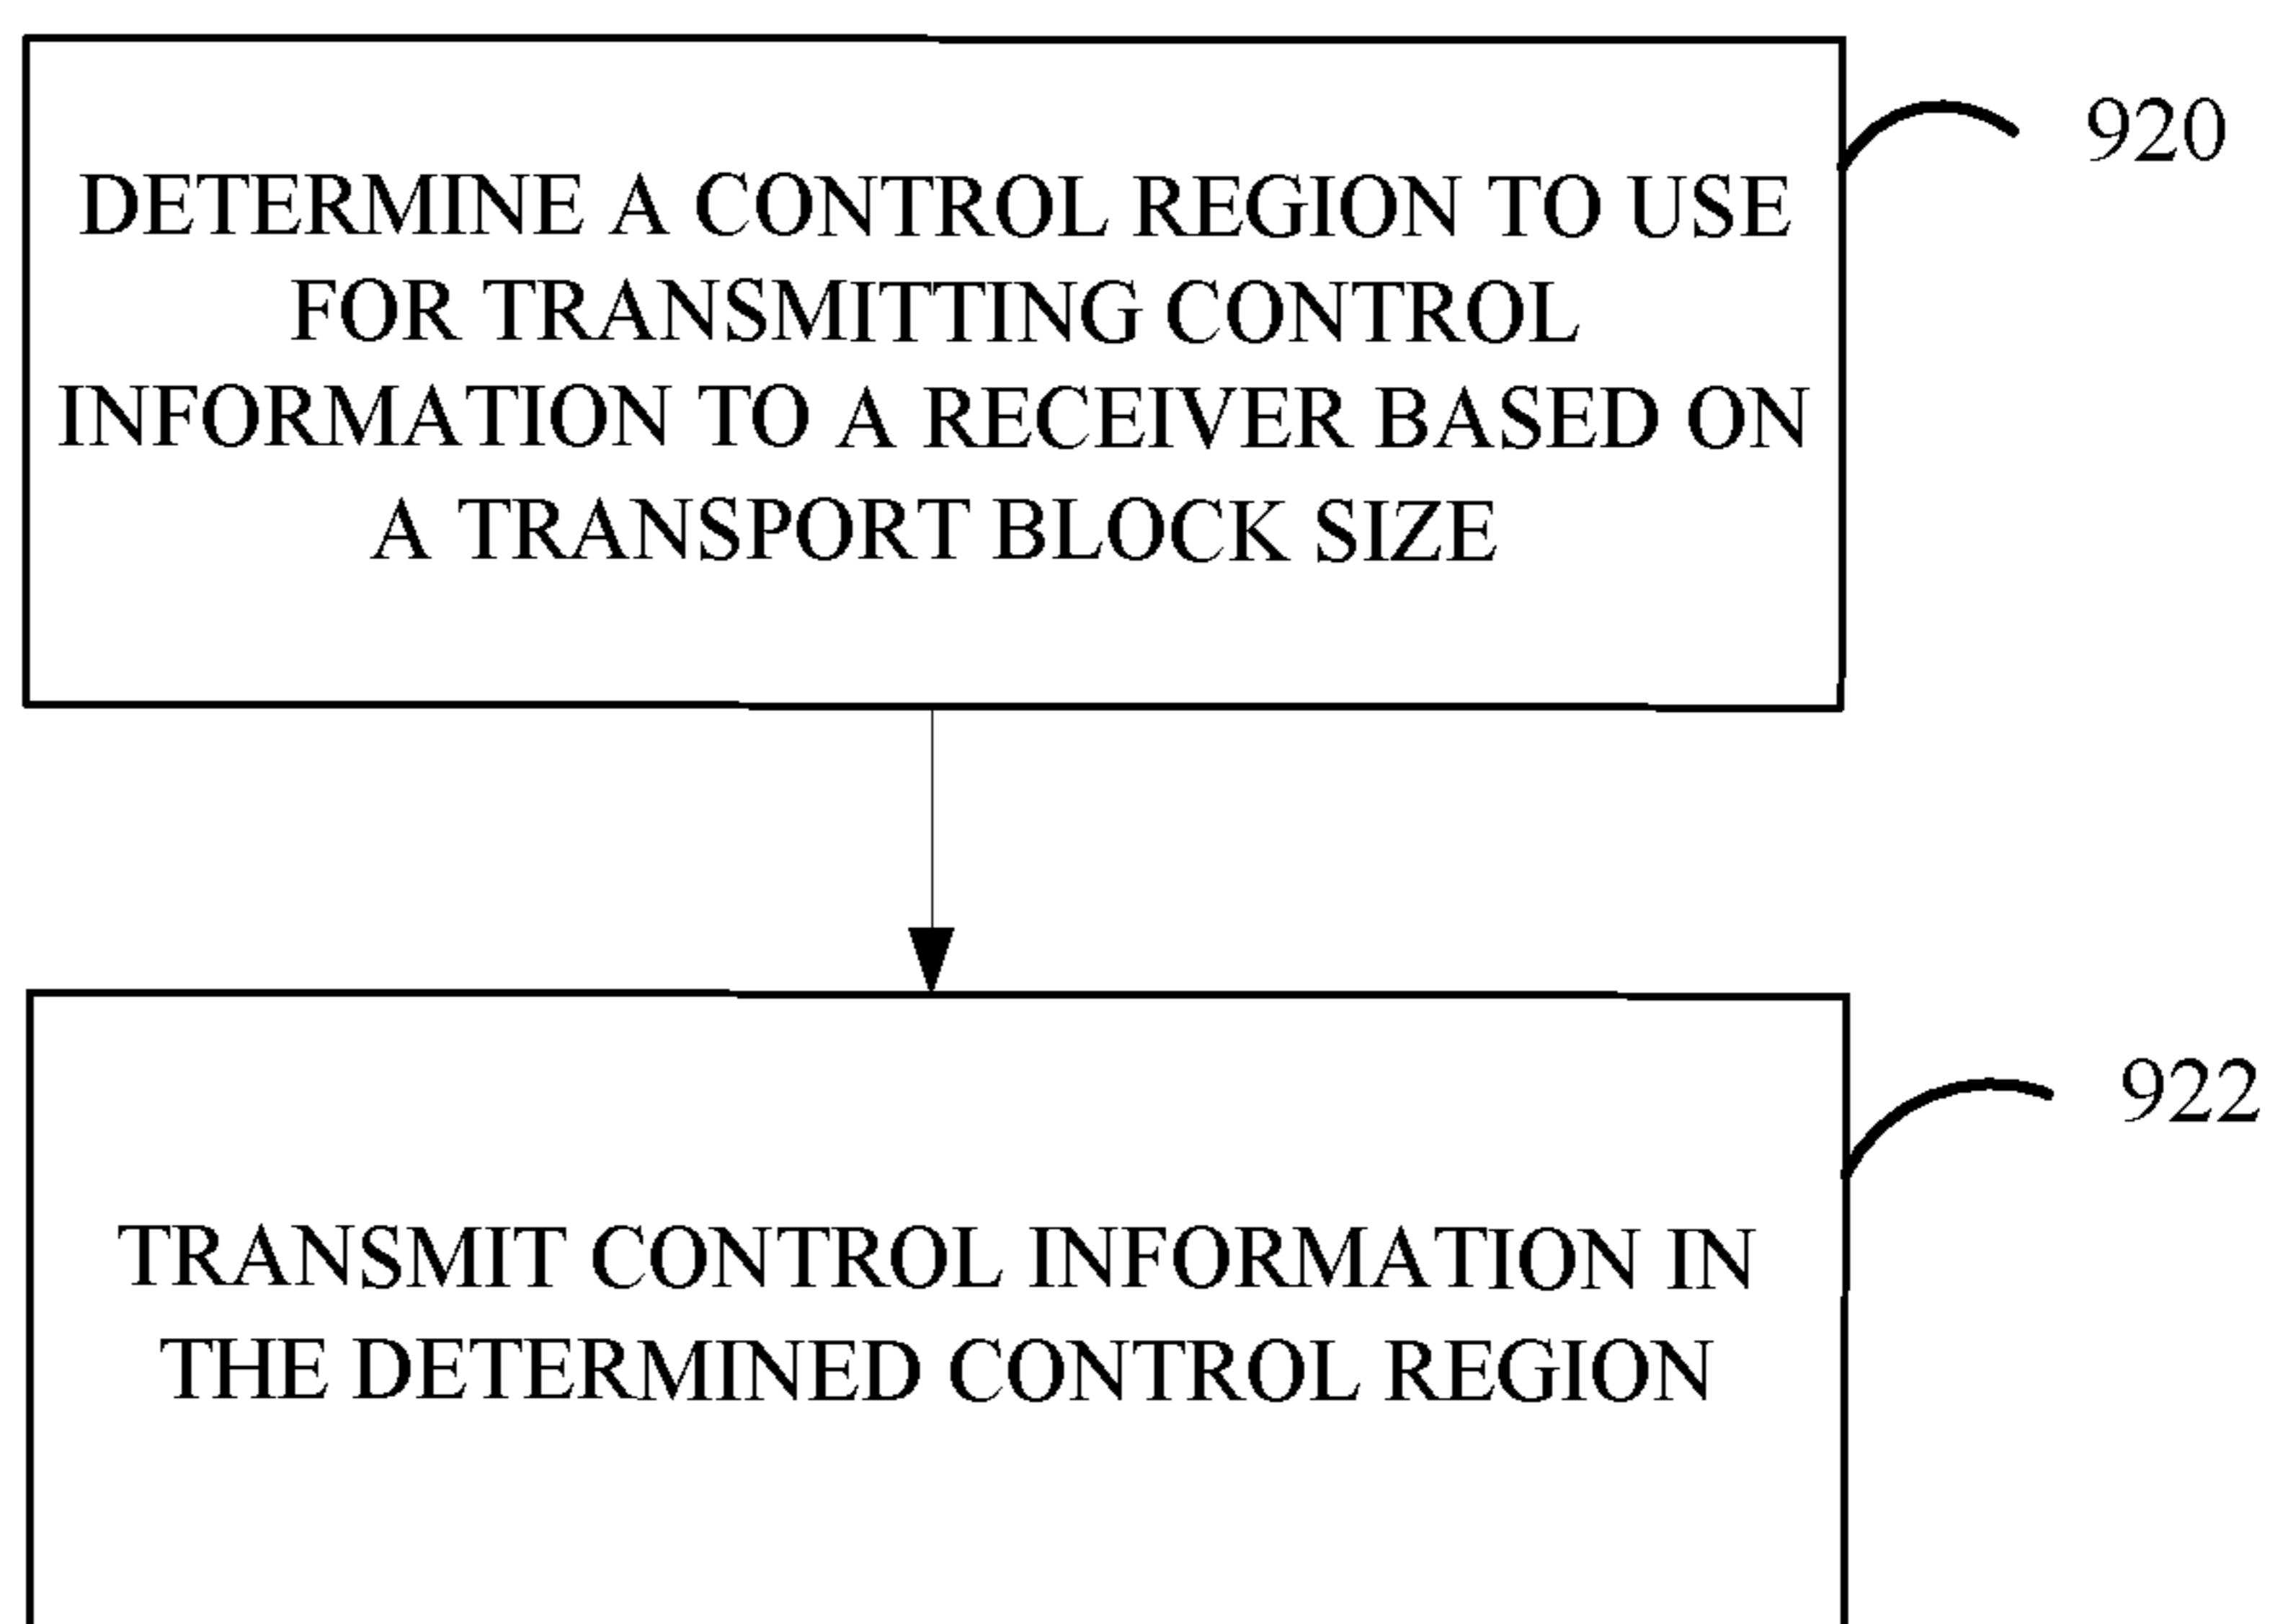 920
DETERMINE A CONTROL REGION TO USE
FOR TRANSMITTING CONTROL
INFORMATION TO A RECEIVER BASED ON
A TRANSPORT BLOCK SIZE
922
TRANSMIT CONTROL INFORMATION IN
THE DETERMINED CONTROL REGION